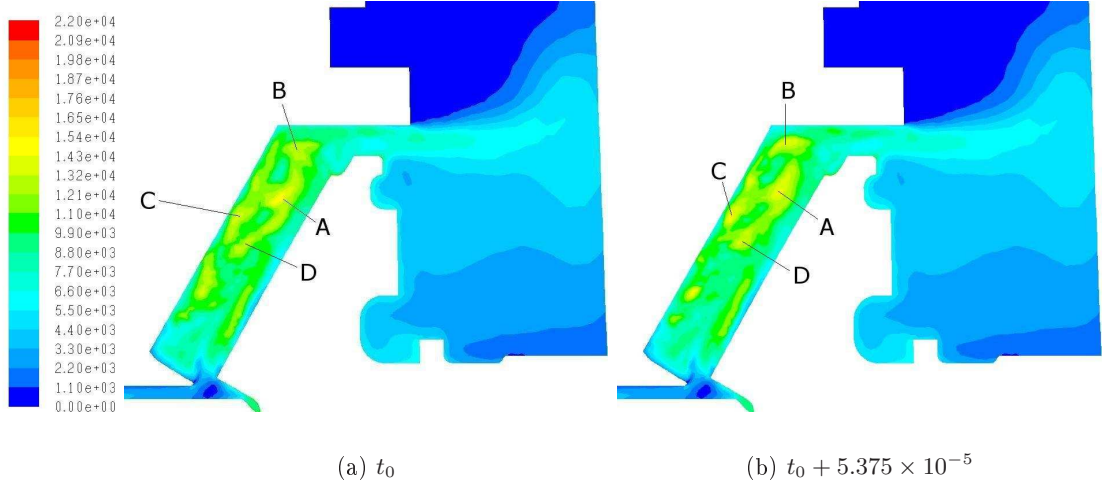 2.20e+04
2.09e+04
1.98e+04
1.87e+04
1.76e+04
1.65e+04
1.54e+04
1.43e+04
1.32e+04
1.21e+04
1.10e+04
9.90e+03
8.80e+03
7.70e+03
6.60e+03
5.50e+03
4.40e+03
3.30e+03
2.20e+03
1.10e+03
0.00e+00
B
C
A
D
B
C
A
D
(a) t₀
(b) t₀ + 5.375 × 10⁻⁵